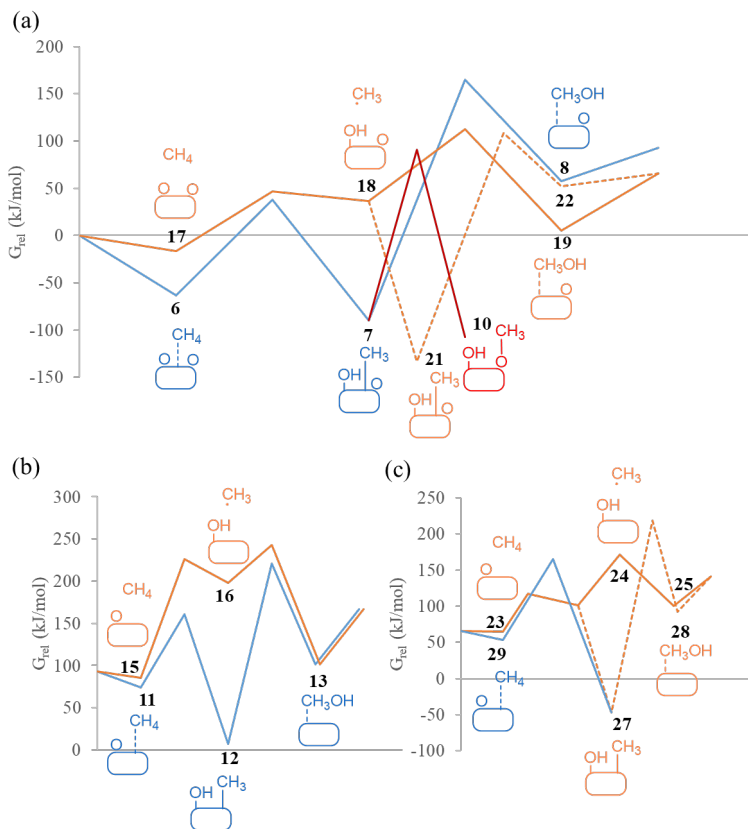 (a)
G_rel (kJ/mol)
200
150
100
50
0
-50
-100
-150
CH4
O O
17
6
CH4
O O
ĊH3
OH
O
18
7
CH3
OH
O
21
CH3
OH
O
10
CH3
OH
O
CH3OH
O
8
22
19
CH3OH
O
(b)
G_rel (kJ/mol)
300
250
200
150
100
50
0
CH4
O
15
11
CH4
O
ĊH3
OH
16
12
CH3
OH
13
CH3OH
(c)
G_rel (kJ/mol)
250
200
150
100
50
0
-50
-100
CH4
O
23
29
CH4
O
ĊH3
OH
24
25
28
CH3OH
27
CH3
OH